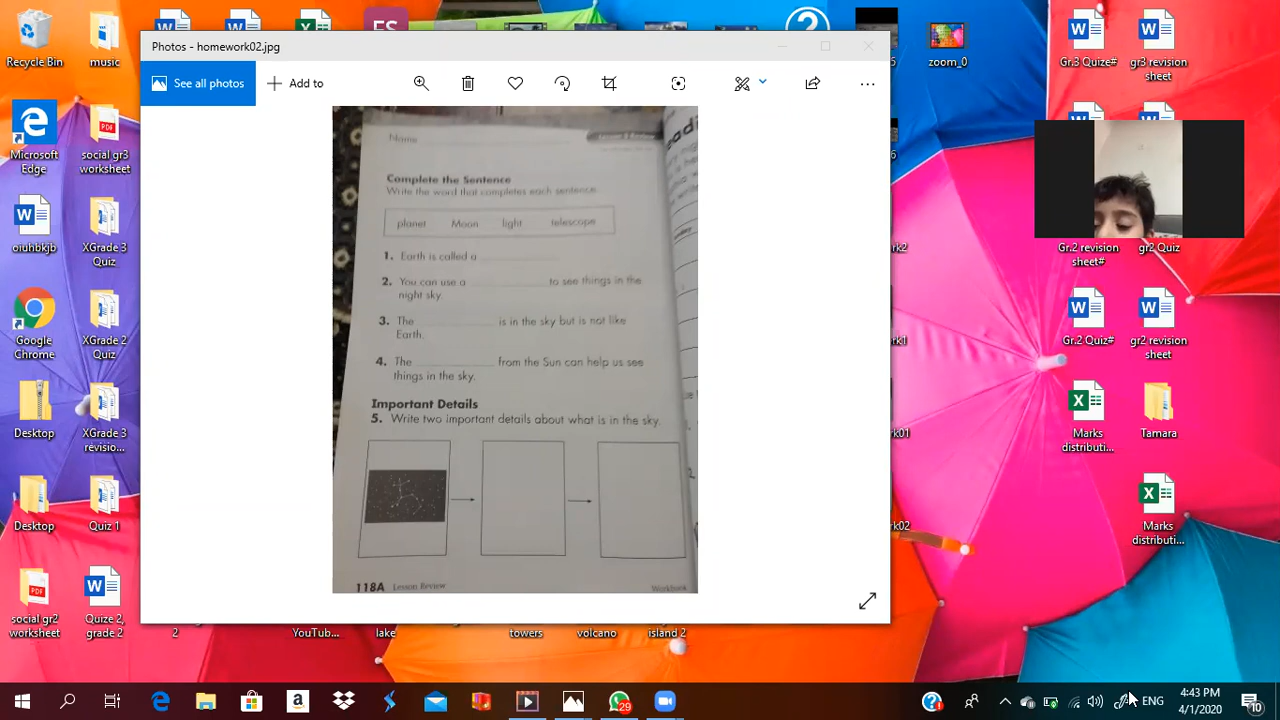 Recycle Bin
music
zoom_0
Gr.3 Quize#
gr3 revision sheet
Photos - homework02.jpg
See all photos
Add to
Microsoft Edge
social gr3 worksheet
Name
Complete the Sentence
Write the word that completes each sentence.
planet Moon light telescope
1. Earth is called a
2. You can use a to see things in the
night sky.
3. The is in the sky but is not like
Earth.
4. The from the Sun can help us see
things in the sky.
Important Details
5. Write two important details about what is in the sky.
118A Lesson Review
Workbook
oiuhbkjb
XGrade 3 Quiz
Gr.2 revision sheet#
gr2 Quiz
Google Chrome
XGrade 2 Quiz
Gr.2 Quiz#
gr2 revision sheet
Desktop
XGrade 3 revisio...
Marks distributi...
Tamara
Desktop
Quiz 1
Marks distributi...
social gr2 worksheet
Quize 2, grade 2
2
YouTub...
lake
towers
volcano
island 2
29
ENG
4:43 PM
4/1/2020
10